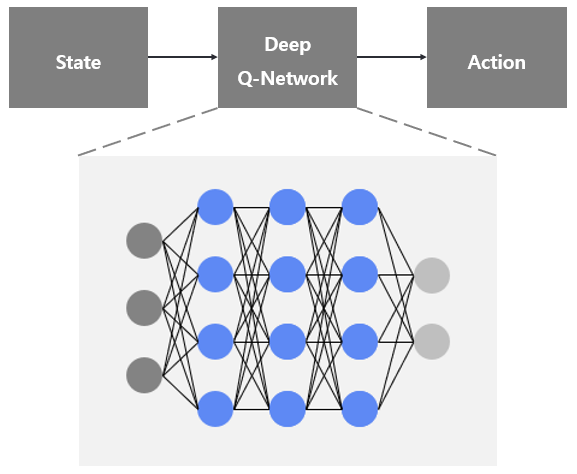 State
Deep
Q-Network
Action